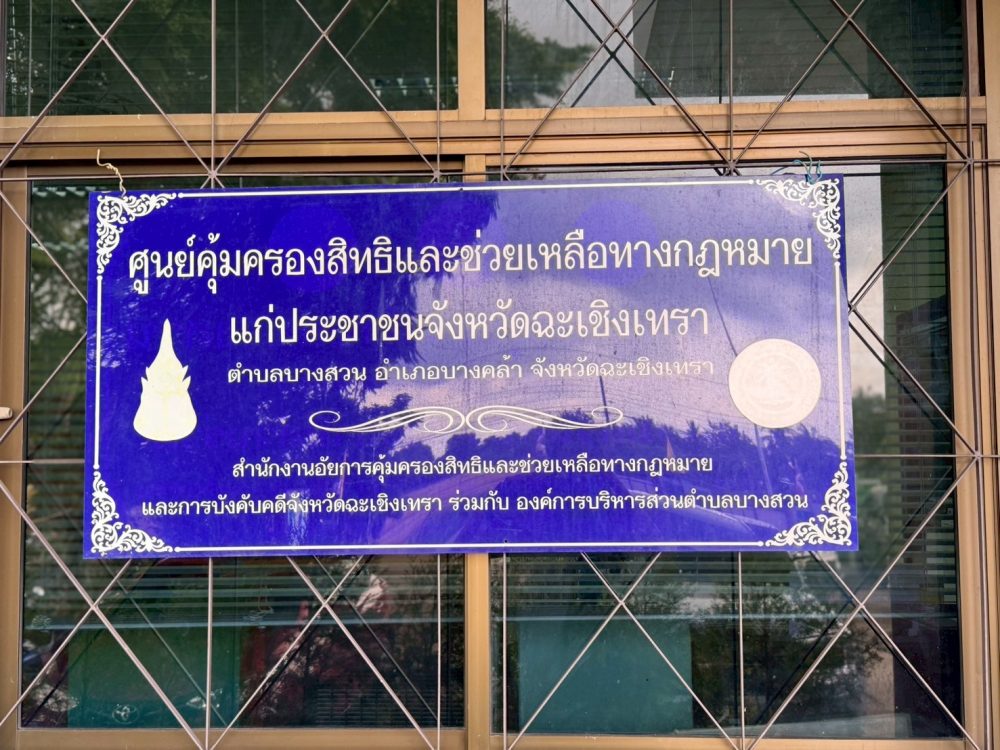 ศูนย์คุ้มครองสิทธิและช่วยเหลือทางกฎหมาย
แก่ประชาชนจังหวัดฉะเชิงเทรา
ตำบลบางสวน อำเภอบางคล้า จังหวัดฉะเชิงเทรา
สำนักงานอัยการคุ้มครองสิทธิและช่วยเหลือทางกฎหมาย
และการบังคับคดีจังหวัดฉะเชิงเทรา ร่วมกับ องค์การบริหารส่วนตำบลบางสวน